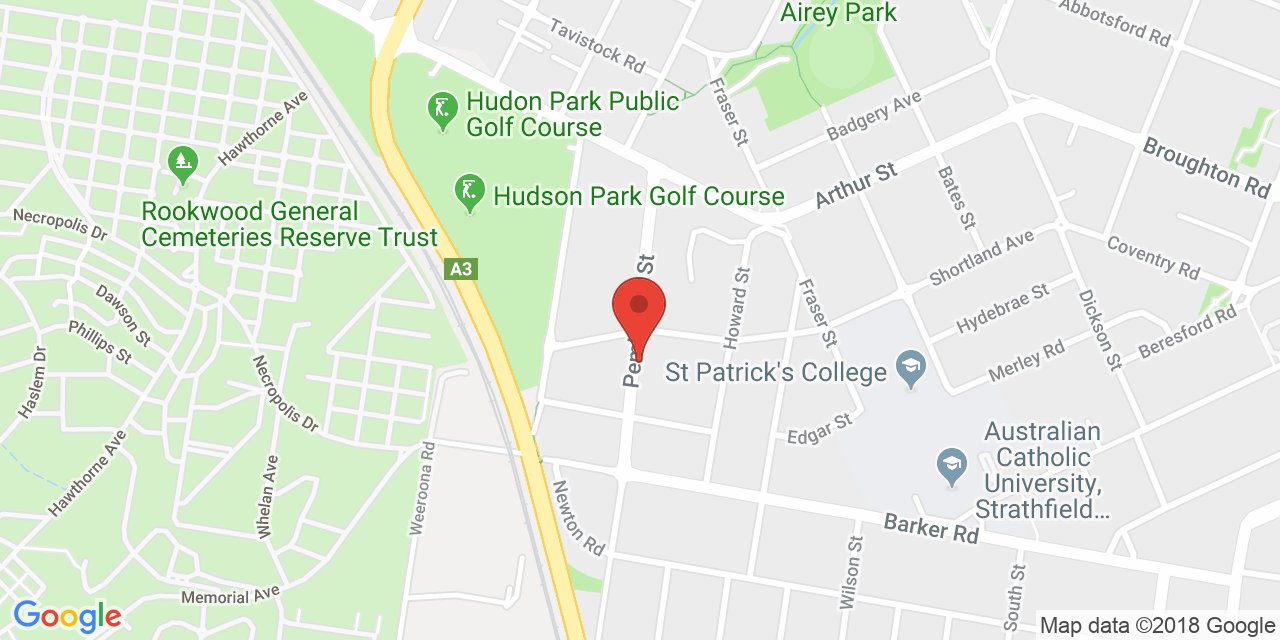 Airey Park
Abbotsford Rd
Tavistock Rd
Hudon Park Public
Golf Course
Fraser St
Badgery Ave
Hawthorne Ave
Broughton Rd
Arthur St
Bates St
Hudson Park Golf Course
Rookwood General
Cemeteries Reserve Trust
Necropolis Dr
A3
St
Shortland Ave
Coventry Rd
Dawson St
Phillips St
Howard St
Fraser St
Hydebrae St
Dickson St
Beresford Rd
Merley Rd
St Patrick's College
Haslem Dr
Necropolis Dr
Edgar St
Australian
Catholic
University,
Strathfield...
Hawthorne Ave
Whelan Ave
Weeroona Rd
Newton Rd
Barker Rd
Wilson St
South St
Memorial Ave
Google
Map data ©2018 Google